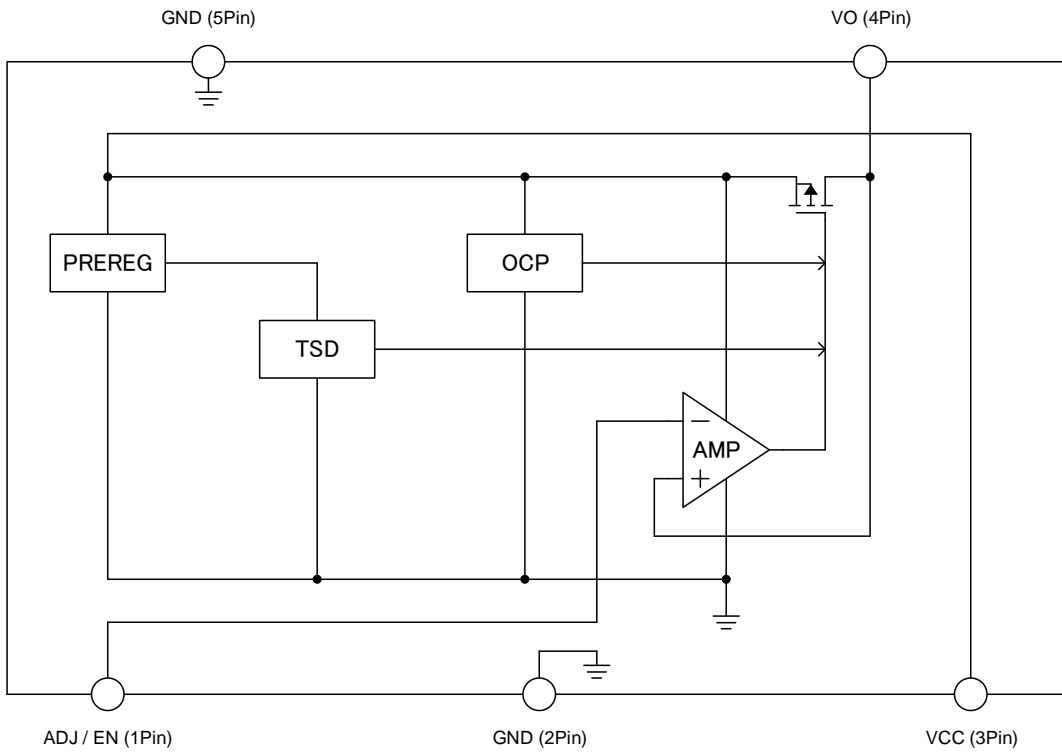 GND (5Pin)
VO (4Pin)
PREREG
OCP
TSD
−
AMP
+
ADJ / EN (1Pin)
GND (2Pin)
VCC (3Pin)